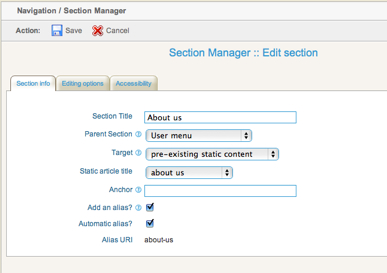 Navigation / Section Manager
Action: Save Cancel
Section Manager :: Edit section
Section info Editing options Accessibility
Section Title About us
Parent Section ? User menu
Target ? pre-existing static content
Static article title about us
Anchor ?
Add an alias? ?
Automatic alias?
Alias URI about-us